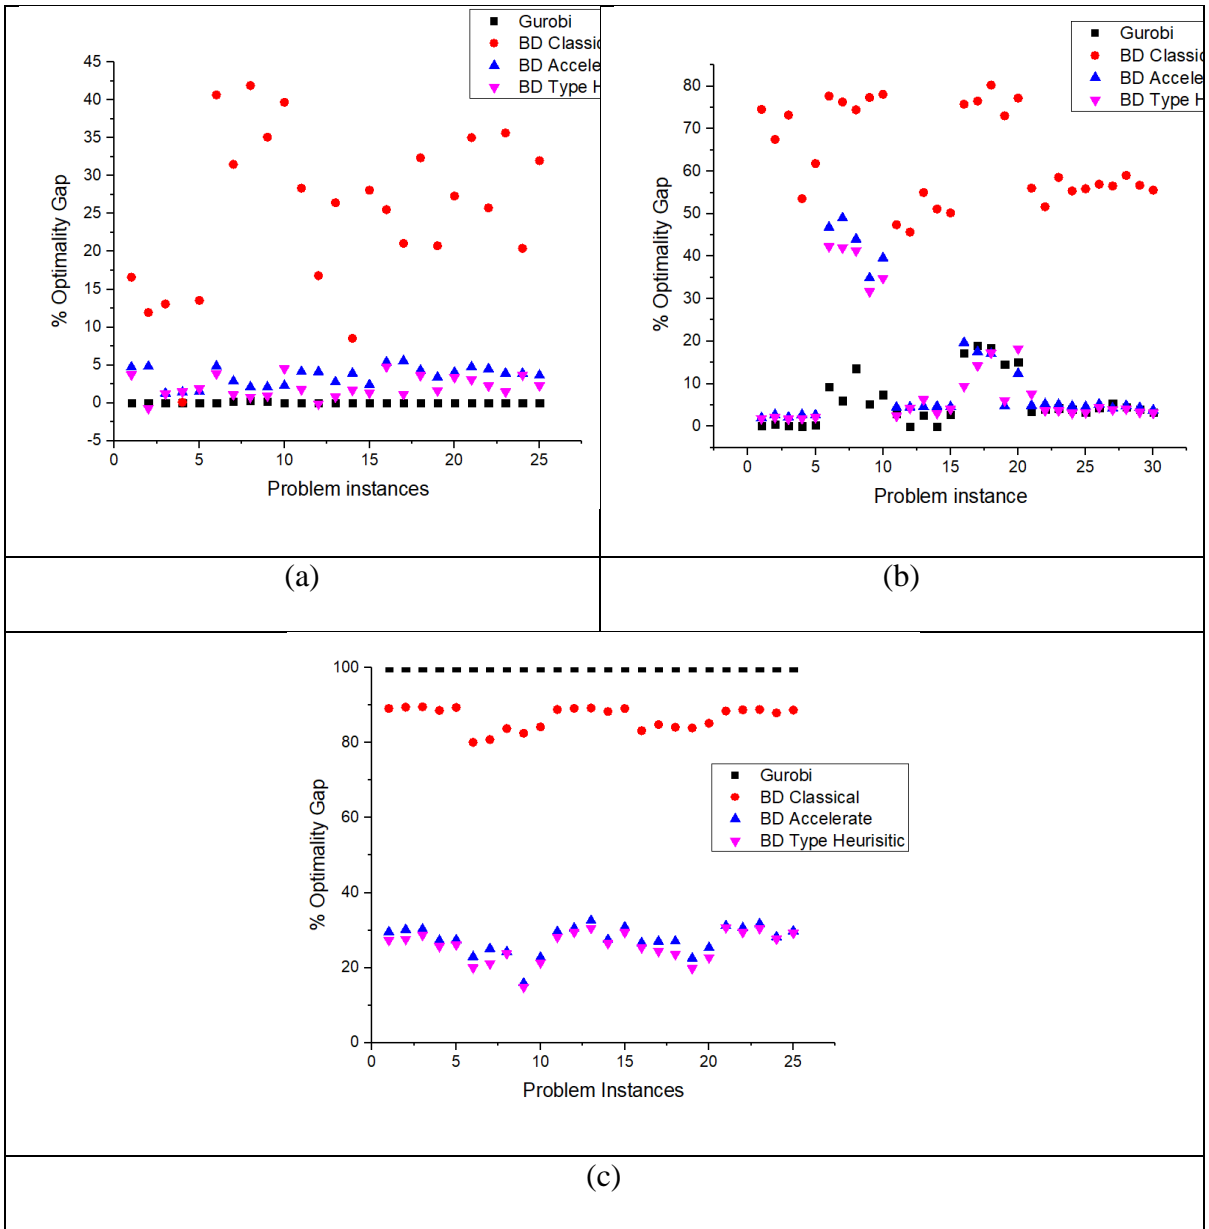 Gurobi
BD Classic
BD Accele
BD Type H
45
40
35
30
25
20
15
10
5
0
-5
% Optimality Gap
0 5 10 15 20 25
Problem instances
(a)
Gurobi
BD Classic
BD Accele
BD Type H
80
70
60
50
40
30
20
10
0
% Optimality Gap
0 5 10 15 20 25 30
Problem instance
(b)
100
80
60
40
20
0
% Optimality Gap
Gurobi
BD Classical
BD Accelerate
BD Type Heurisitic
0 5 10 15 20 25
Problem Instances
(c)